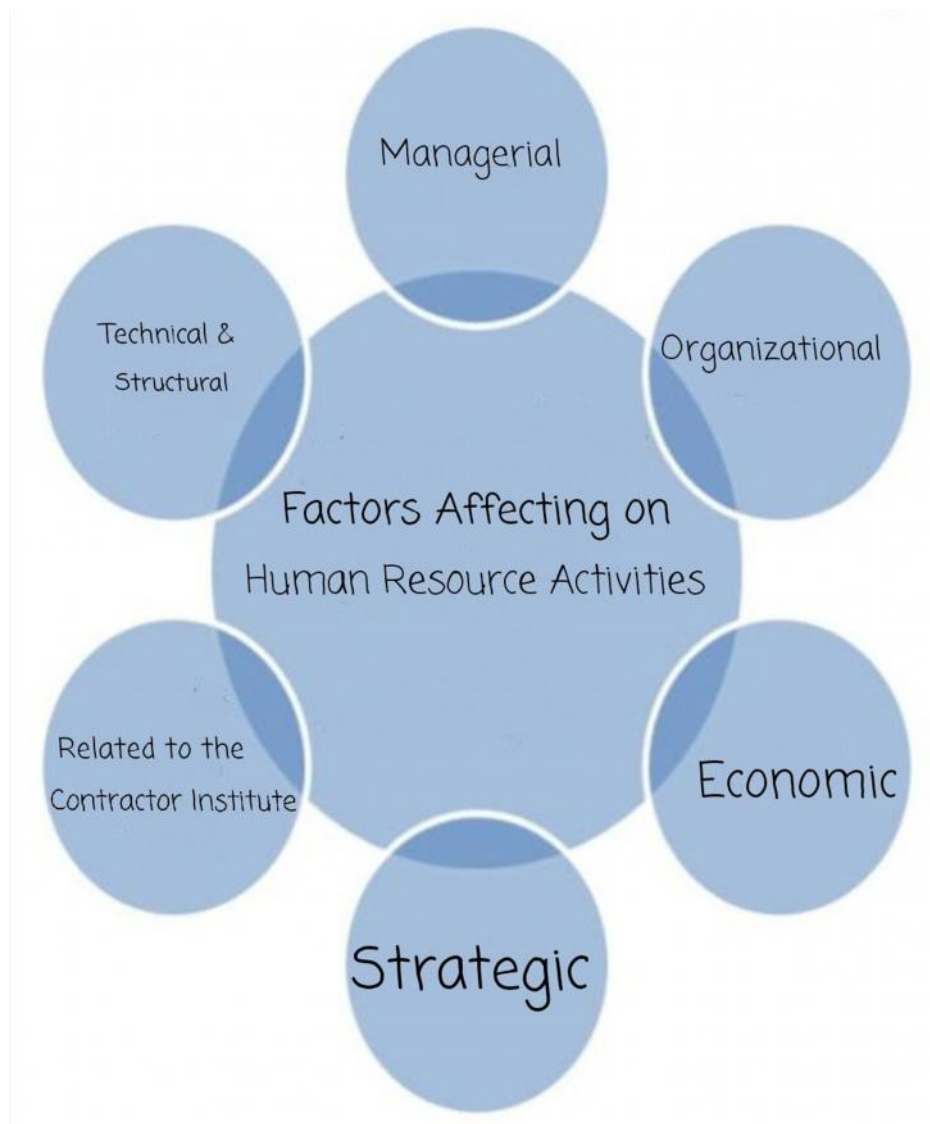 Managerial
Technical &
Structural
Organizational
Factors Affecting on
Human Resource Activities
Related to the
Contractor Institute
Economic
Strategic